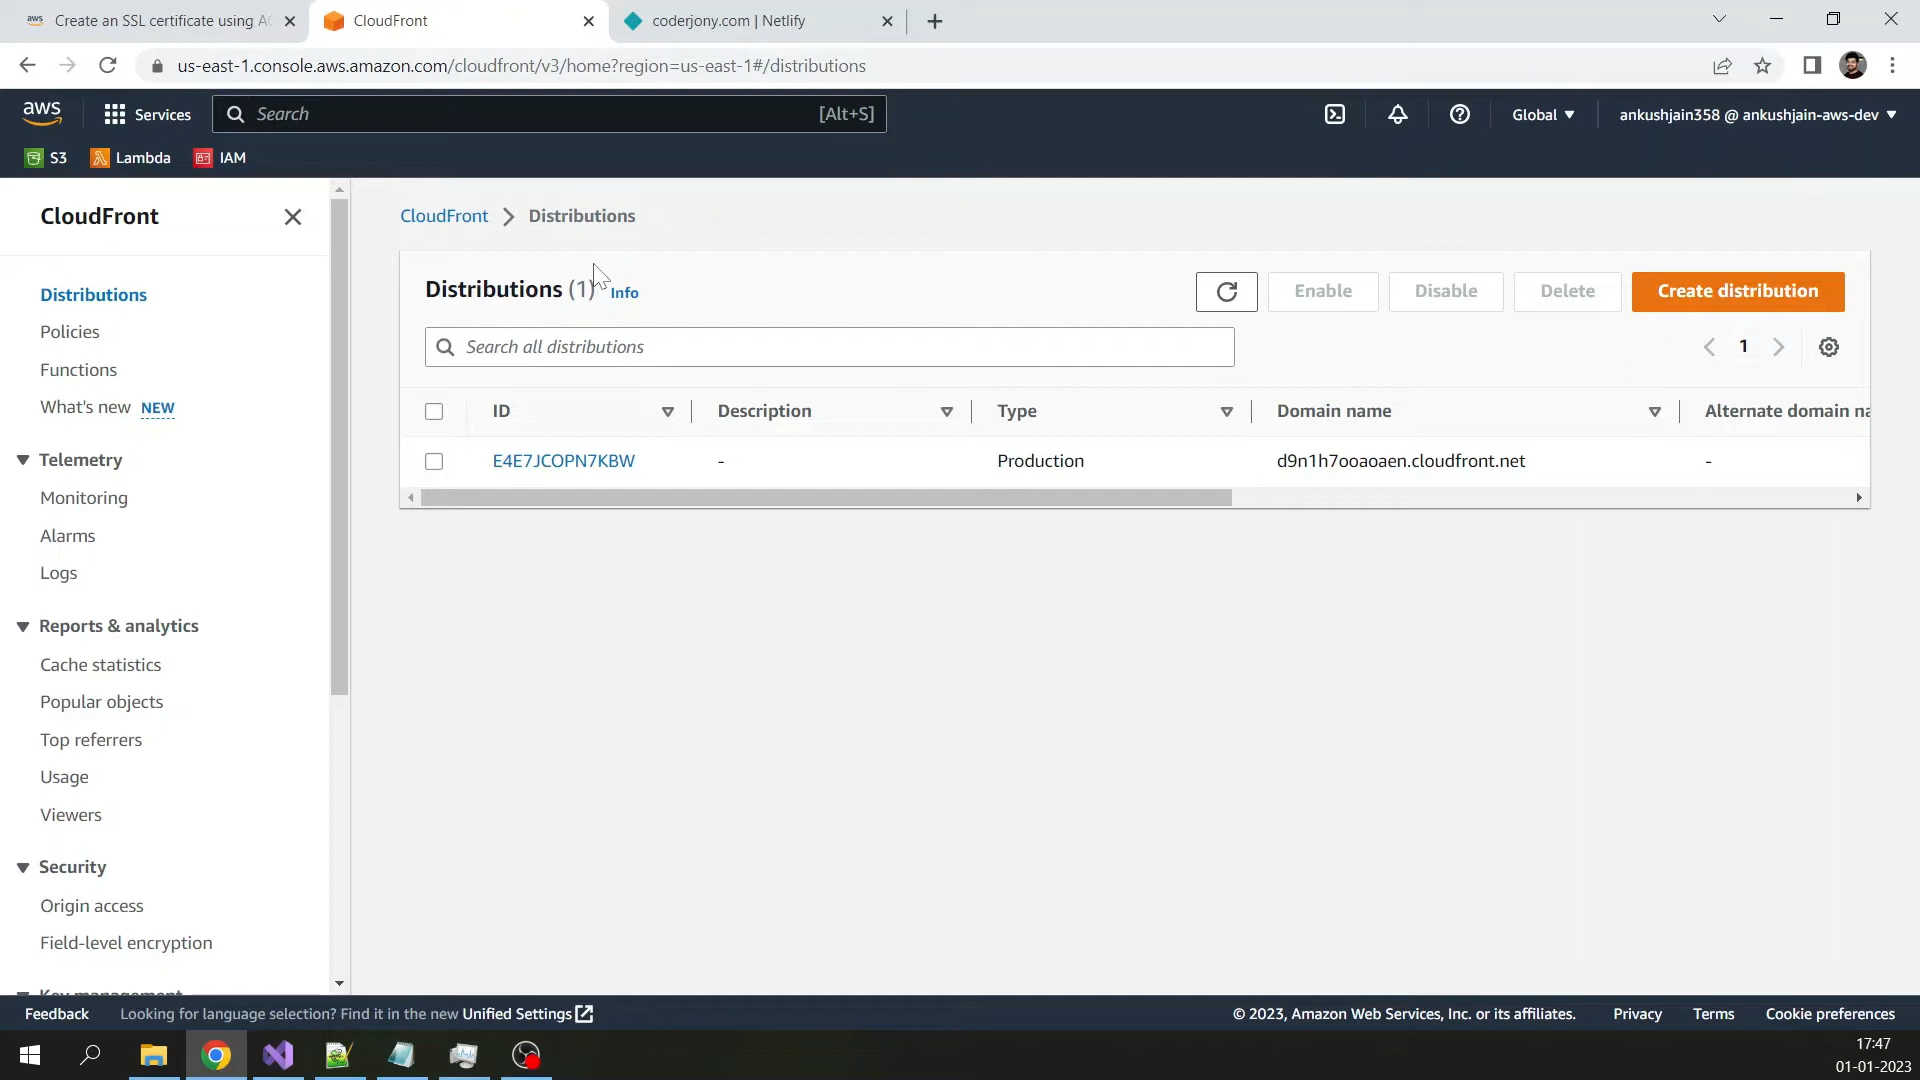 Create an SSL certificate using AC
CloudFront
coderjony.com | Netlify
us-east-1.console.aws.amazon.com/cloudfront/v3/home?region=us-east-1#/distributions
aws
Services
Search
[Alt+S]
Global
ankushjain358 @ ankushjain-aws-dev
S3
Lambda
IAM
CloudFront
Distributions
Policies
Functions
What's new NEW
Telemetry
Monitoring
Alarms
Logs
Reports & analytics
Cache statistics
Popular objects
Top referrers
Usage
Viewers
Security
Origin access
Field-level encryption
Key management
CloudFront > Distributions
Distributions (1) Info
Enable
Disable
Delete
Create distribution
Search all distributions
1
ID
Description
Type
Domain name
Alternate domain na
E4E7JCOPN7KBW
-
Production
d9n1h7ooaoaen.cloudfront.net
-
Feedback
Looking for language selection? Find it in the new Unified Settings
© 2023, Amazon Web Services, Inc. or its affiliates.
Privacy
Terms
Cookie preferences
17:47
01-01-2023